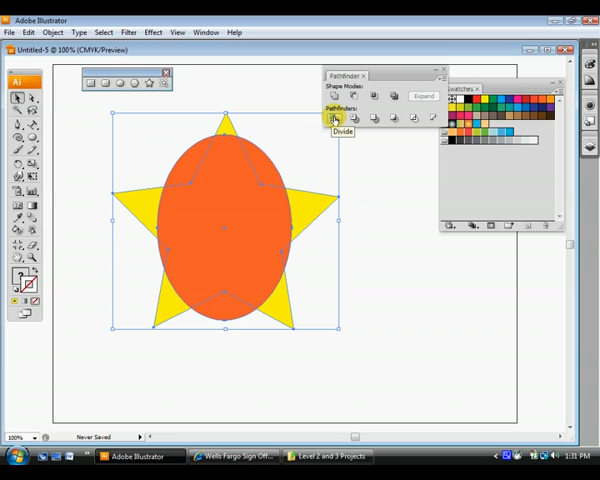 Adobe Illustrator
File Edit Object Type Select Filter Effect View Window Help
Untitled-5 @ 100% (CMYK/Preview)
Ai
Pathfinder ×
Shape Modes:
Expand
Pathfinders:
Divide
Swatches ×
?
100%
Never Saved
Adobe Illustrator
Wells Fargo Sign Off...
Level 2 and 3 Projects
1:31 PM